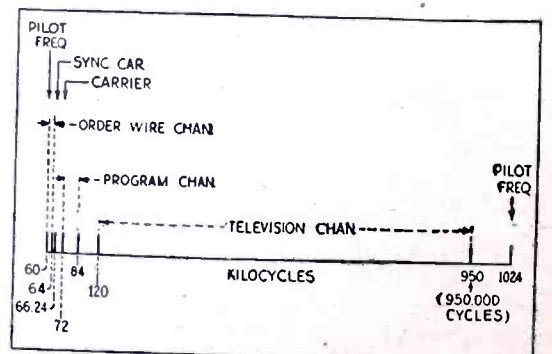 PILOT
FREQ
SYNC CAR.
CARRIER
ORDER WIRE CHAN
PROGRAM CHAN.
PILOT
FREQ
TELEVISION CHAN.
60
64
66.24
72
84
120
KILOCYCLES
950
1024
(950.000
CYCLES)